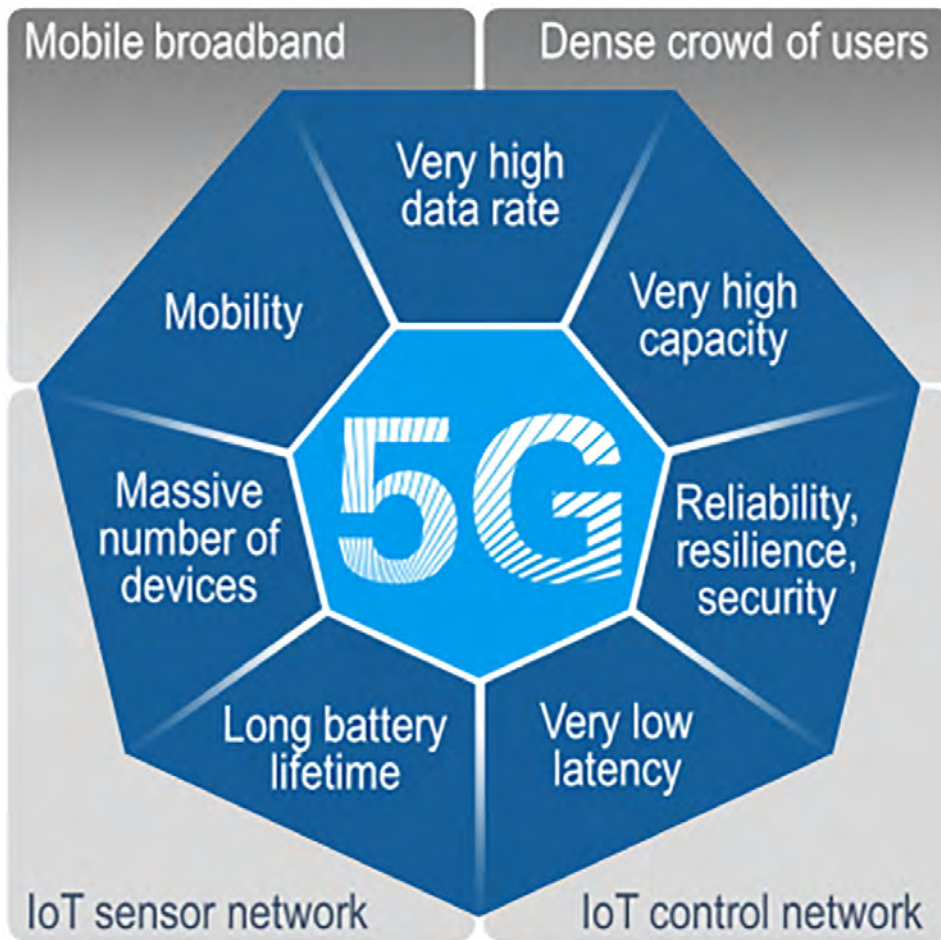 Mobile broadband
Dense crowd of users
Very high
data rate
Mobility
Very high
capacity
5G
Massive
number of
devices
Reliability,
resilience,
security
Long battery
lifetime
Very low
latency
IoT sensor network
IoT control network